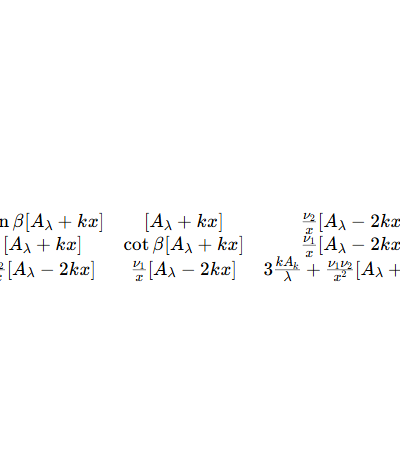 n β[A_λ + kx] [A_λ + kx] ν₂/x [A_λ − 2kx
[A_λ + kx] cot β[A_λ + kx] ν₁/x [A_λ − 2kx
[A_λ − 2kx] ν₁/x [A_λ − 2kx] 3 kA_k/λ + ν₁ν₂/x² [A_λ +